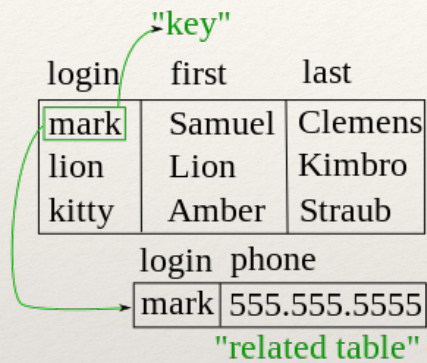 "key"
login first last
mark Samuel Clemens
lion Lion Kimbro
kitty Amber Straub
login phone
mark 555.555.5555
"related table"